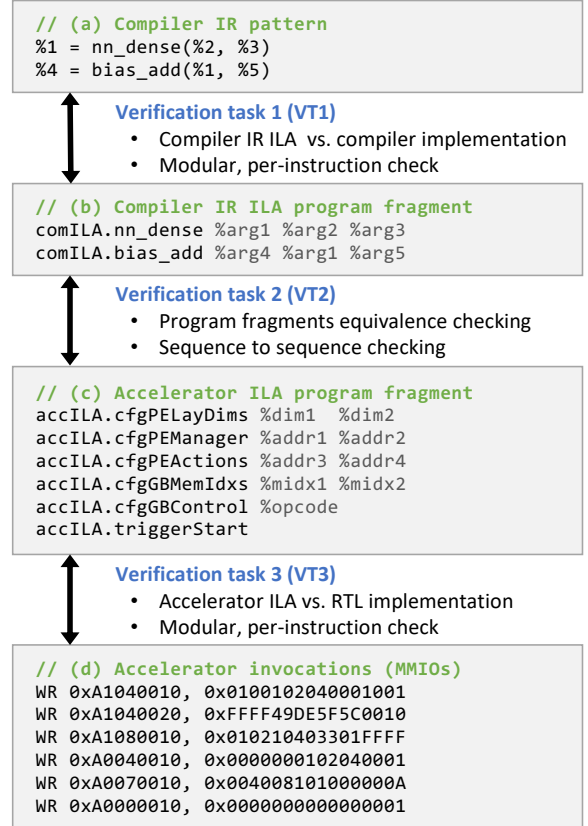 // (a) Compiler IR pattern
%1 = nn_dense(%2, %3)
%4 = bias_add(%1, %5)
Verification task 1 (VT1)
• Compiler IR ILA vs. compiler implementation
• Modular, per-instruction check
// (b) Compiler IR ILA program fragment
comILA.nn_dense %arg1 %arg2 %arg3
comILA.bias_add %arg4 %arg1 %arg5
Verification task 2 (VT2)
• Program fragments equivalence checking
• Sequence to sequence checking
// (c) Accelerator ILA program fragment
accILA.cfgPELayDims %dim1 %dim2
accILA.cfgPEManager %addr1 %addr2
accILA.cfgPEActions %addr3 %addr4
accILA.cfgGBMemIdxs %midx1 %midx2
accILA.cfgGBControl %opcode
accILA.triggerStart
Verification task 3 (VT3)
• Accelerator ILA vs. RTL implementation
• Modular, per-instruction check
// (d) Accelerator invocations (MMIOs)
WR 0xA1040010, 0x0100102040001001
WR 0xA1040020, 0xFFFF49DE5F5C0010
WR 0xA1080010, 0x010210403301FFFF
WR 0xA0040010, 0x0000000102040001
WR 0xA0070010, 0x004008101000000A
WR 0xA0000010, 0x0000000000000001